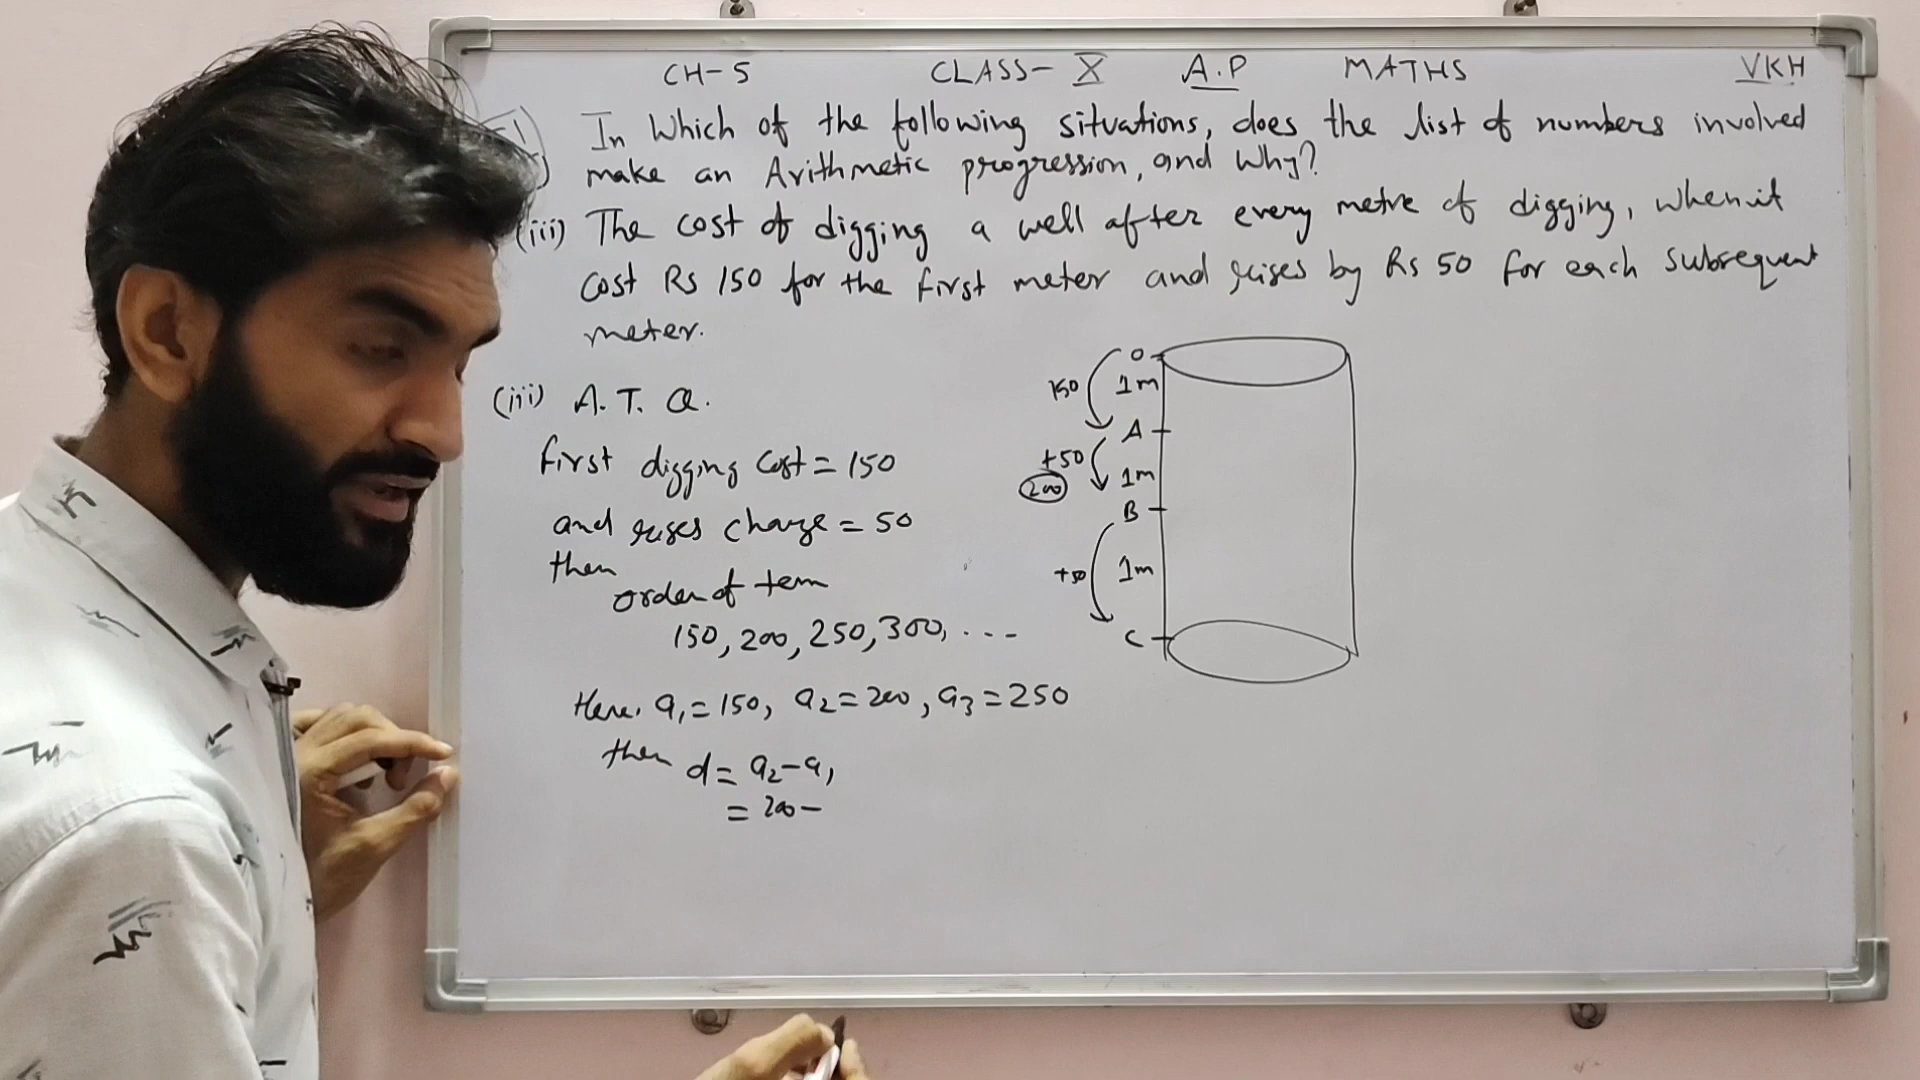 CH-5 CLASS- X A.P MATHS VKH
In Which of the following situations, does the list of numbers involved
make an Arithmetic progression, and Why?
(iii) The cost of digging a well after every metre of digging, when it
cost Rs 150 for the first meter and rises by Rs 50 for each subsequent
meter.
(iii) A. T. Q.
first digging cost = 150
and rises charge = 50
then
order of term
150, 200, 250, 300, ...
Here, a₁ = 150, a₂ = 200, a₃ = 250
then d = a₂ - a₁
= 200 -
0
150 1m
A
+50 1m
200
B
+50 1m
C